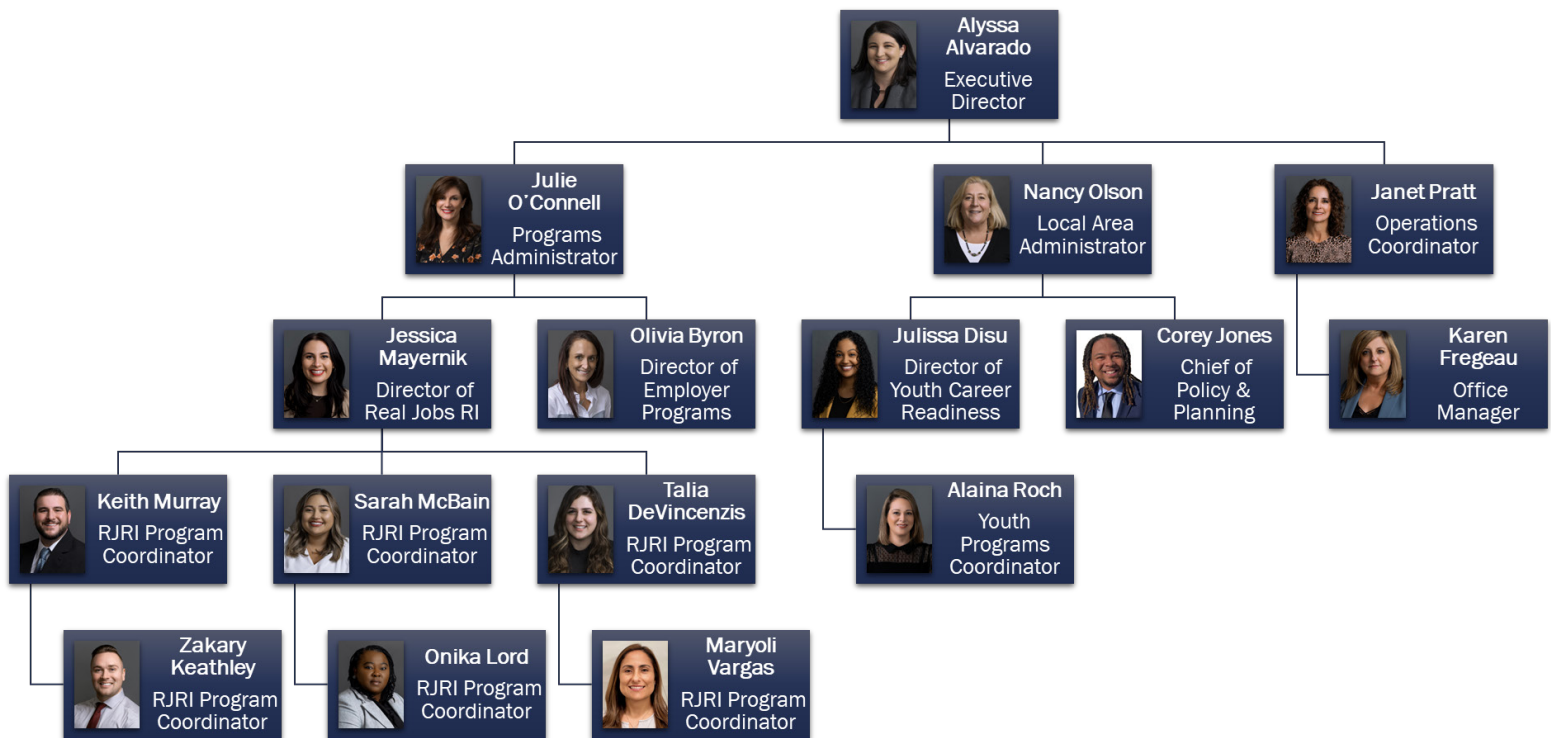 Alyssa
Alvarado
Executive
Director
Julie
O'Connell
Programs
Administrator
Nancy Olson
Local Area
Administrator
Janet Pratt
Operations
Coordinator
Jessica
Mayernik
Director of
Real Jobs RI
Olivia Byron
Director of
Employer
Programs
Julissa Disu
Director of
Youth Career
Readiness
Corey Jones
Chief of
Policy &
Planning
Karen
Fregeau
Office
Manager
Keith Murray
RJRI Program
Coordinator
Sarah McBain
RJRI Program
Coordinator
Talia
DeVincenzis
RJRI Program
Coordinator
Alaina Roch
Youth
Programs
Coordinator
Zakary
Keathley
RJRI Program
Coordinator
Onika Lord
RJRI Program
Coordinator
Maryoli
Vargas
RJRI Program
Coordinator